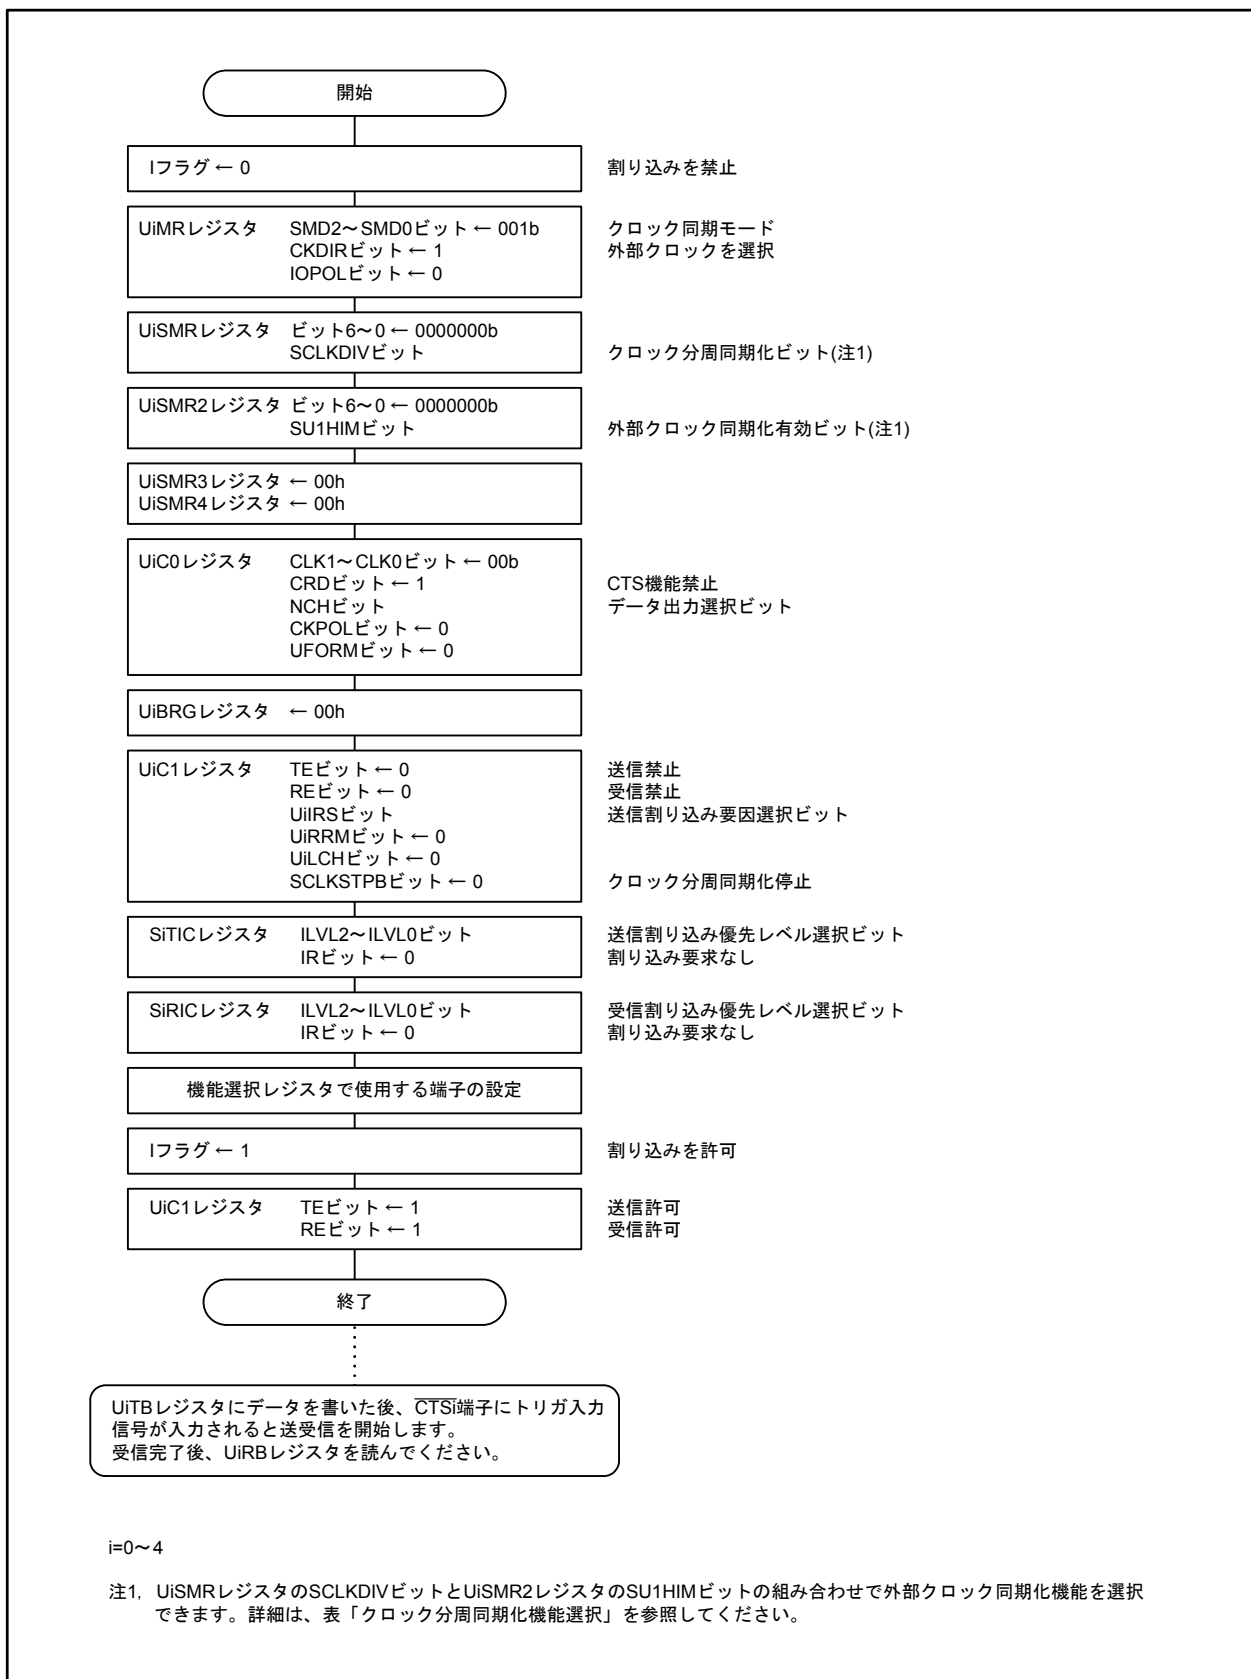 開始
Iフラグ ← 0 割り込みを禁止
UiMRレジスタ SMD2～SMD0ビット ← 001b クロック同期モード
CKDIRビット ← 1 外部クロックを選択
IOPOLビット ← 0
UiSMRレジスタ ビット6～0 ← 0000000b
SCLKDIVビット クロック分周同期化ビット(注1)
UiSMR2レジスタ ビット6～0 ← 0000000b
SU1HIMビット 外部クロック同期化有効ビット(注1)
UiSMR3レジスタ ← 00h
UiSMR4レジスタ ← 00h
UiC0レジスタ CLK1～CLK0ビット ← 00b
CRDビット ← 1 CTS機能禁止
NCHビット データ出力選択ビット
CKPOLビット ← 0
UFORMビット ← 0
UiBRGレジスタ ← 00h
UiC1レジスタ TEビット ← 0 送信禁止
REビット ← 0 受信禁止
UiIRSビット 送信割り込み要因選択ビット
UiRRMビット ← 0
UiLCHビット ← 0
SCLKSTPBビット ← 0 クロック分周同期化停止
SiTICレジスタ ILVL2～ILVL0ビット 送信割り込み優先レベル選択ビット
IRビット ← 0 割り込み要求なし
SiRICレジスタ ILVL2～ILVL0ビット 受信割り込み優先レベル選択ビット
IRビット ← 0 割り込み要求なし
機能選択レジスタで使用する端子の設定
Iフラグ ← 1 割り込みを許可
UiC1レジスタ TEビット ← 1 送信許可
REビット ← 1 受信許可
終了
UiTBレジスタにデータを書いた後、CTSi端子にトリガ入力
信号が入力されると送受信を開始します。
受信完了後、UiRBレジスタを読んでください。
i=0～4
注1, UiSMRレジスタのSCLKDIVビットとUiSMR2レジスタのSU1HIMビットの組み合わせで外部クロック同期化機能を選択
できます。詳細は、表「クロック分周同期化機能選択」を参照してください。